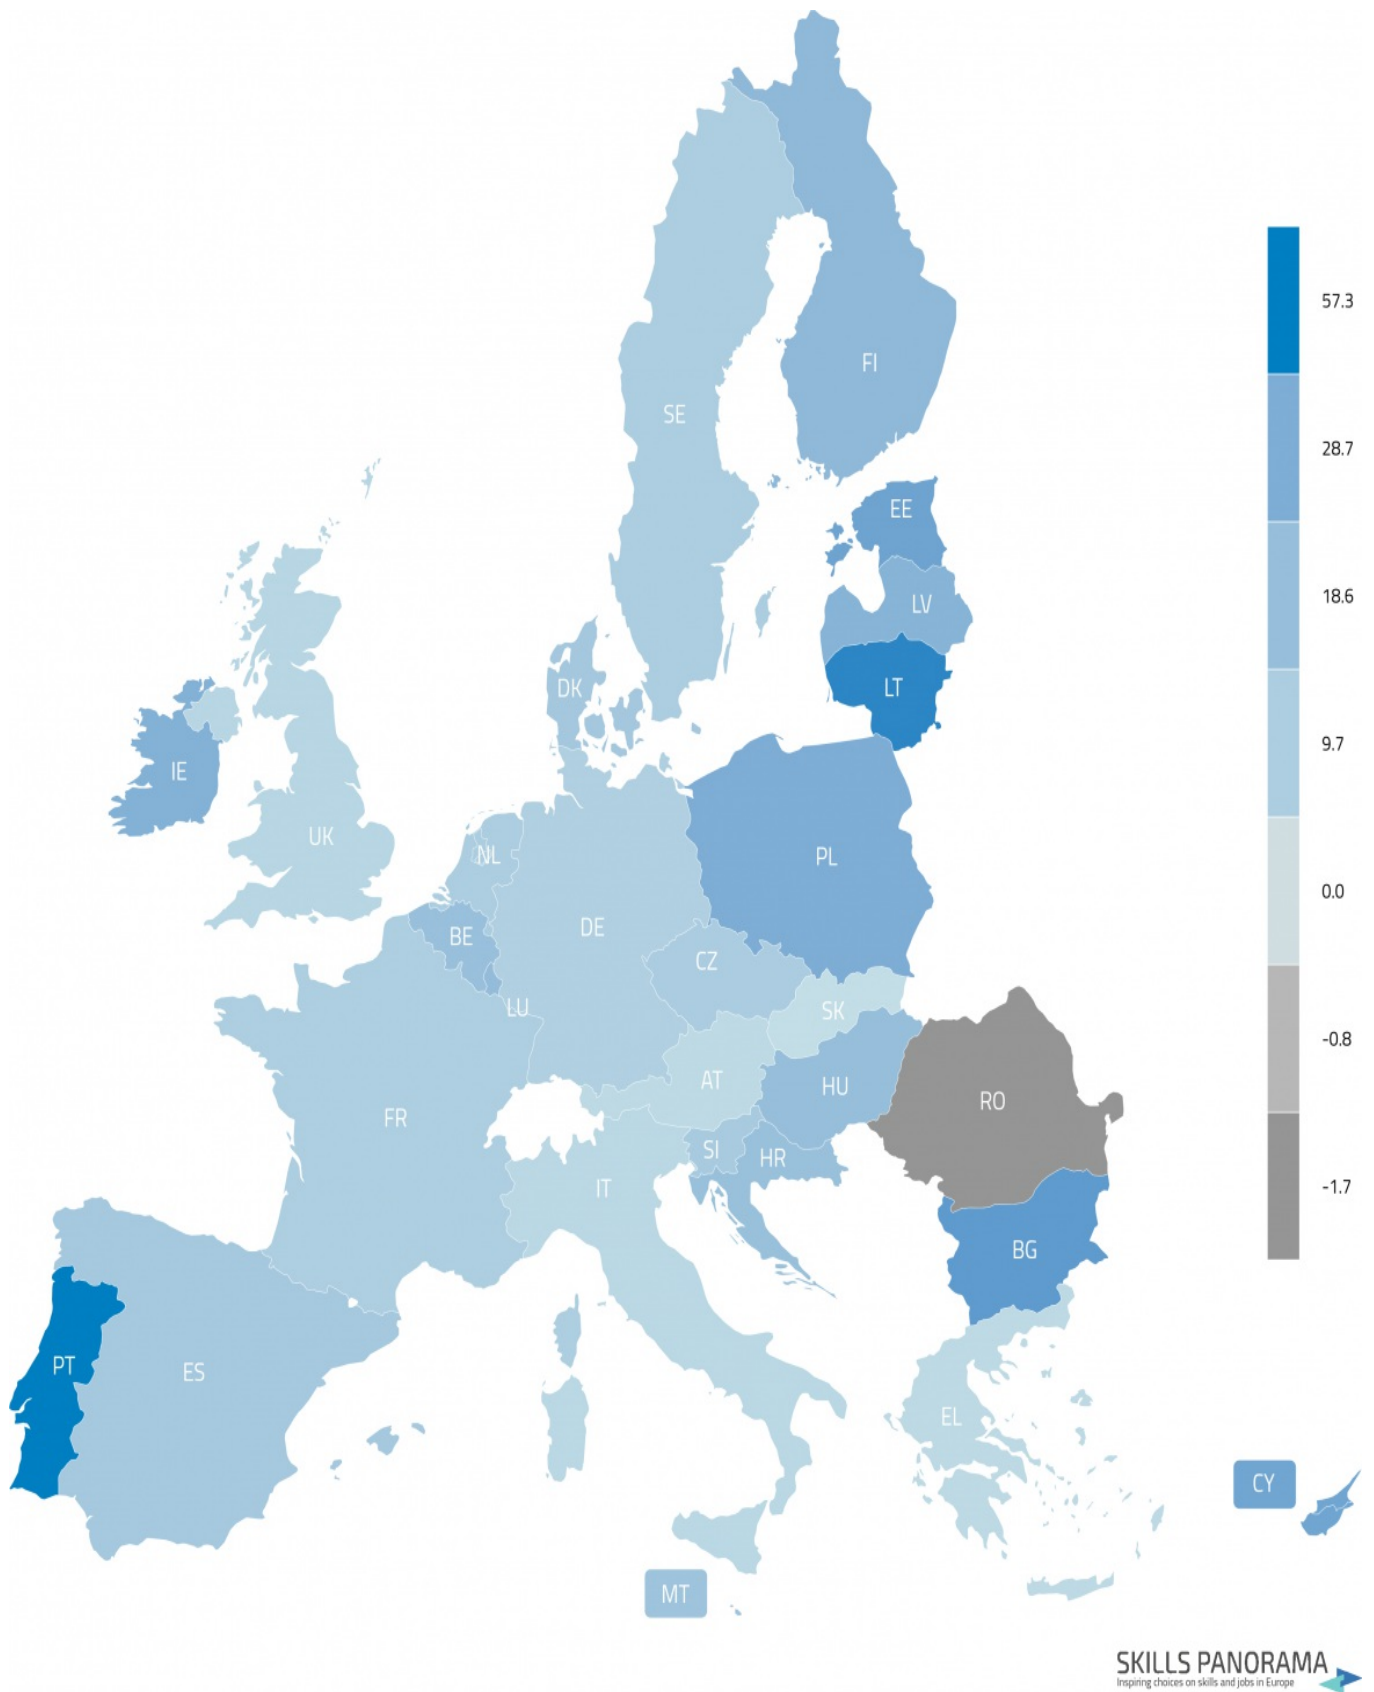 FI
SE
57.3
28.7
EE
18.6
LV
LT
DK
IE
9.7
UK
NL
PL
0.0
DE
BE
CZ
LU
SK
-0.8
AT
HU
RO
FR
SI
HR
-1.7
IT
BG
PT
ES
EL
CY
MT
SKILLS PANORAMA
Inspiring choices on skills and jobs in Europe